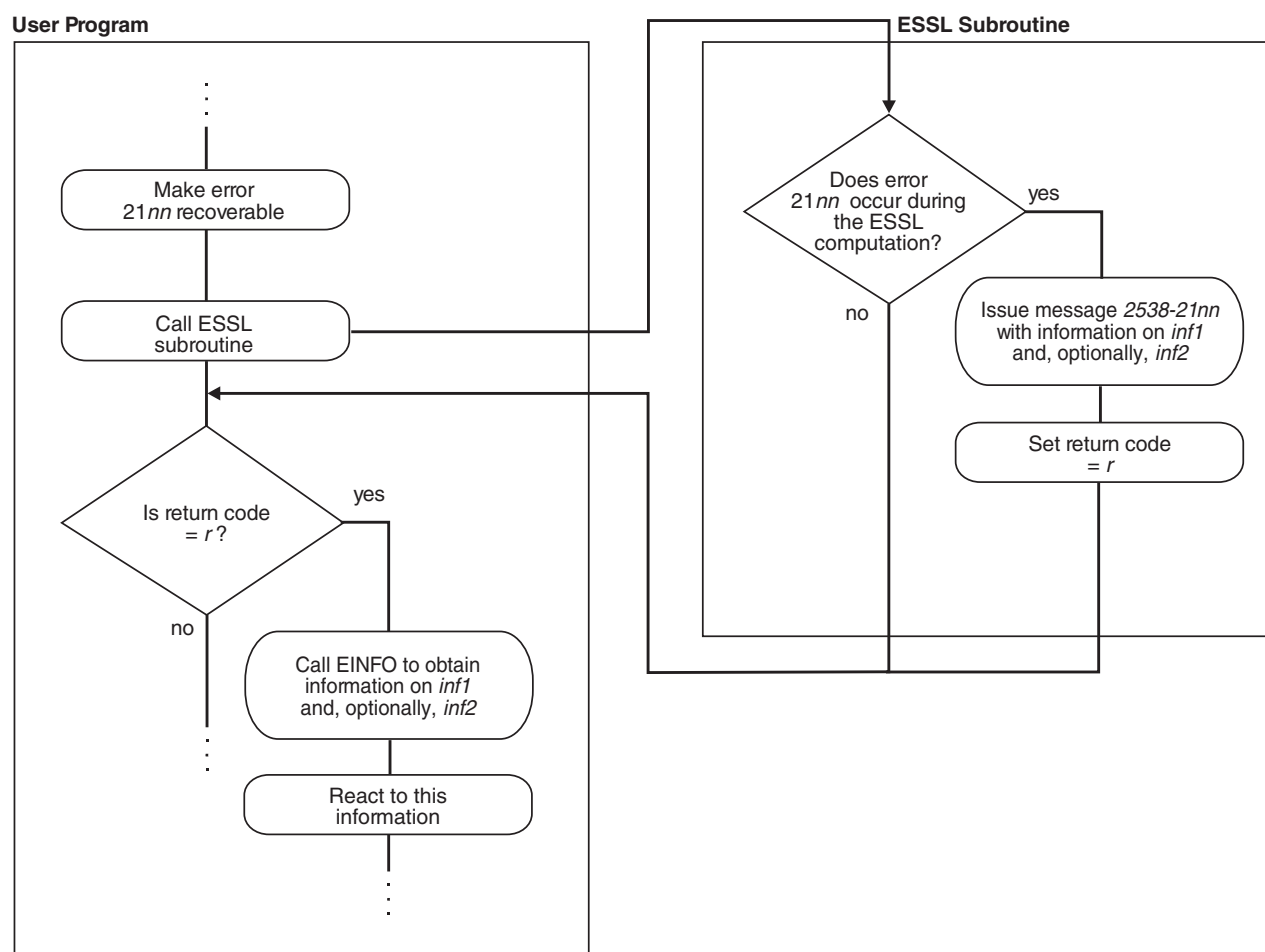 User Program
ESSL Subroutine
Make error
21nn recoverable
Call ESSL
subroutine
Is return code
= r?
yes
no
Call EINFO to obtain
information on inf1
and, optionally, inf2
React to this
information
Does error
21nn occur during
the ESSL
computation?
yes
no
Issue message 2538-21nn
with information on inf1
and, optionally, inf2
Set return code
= r